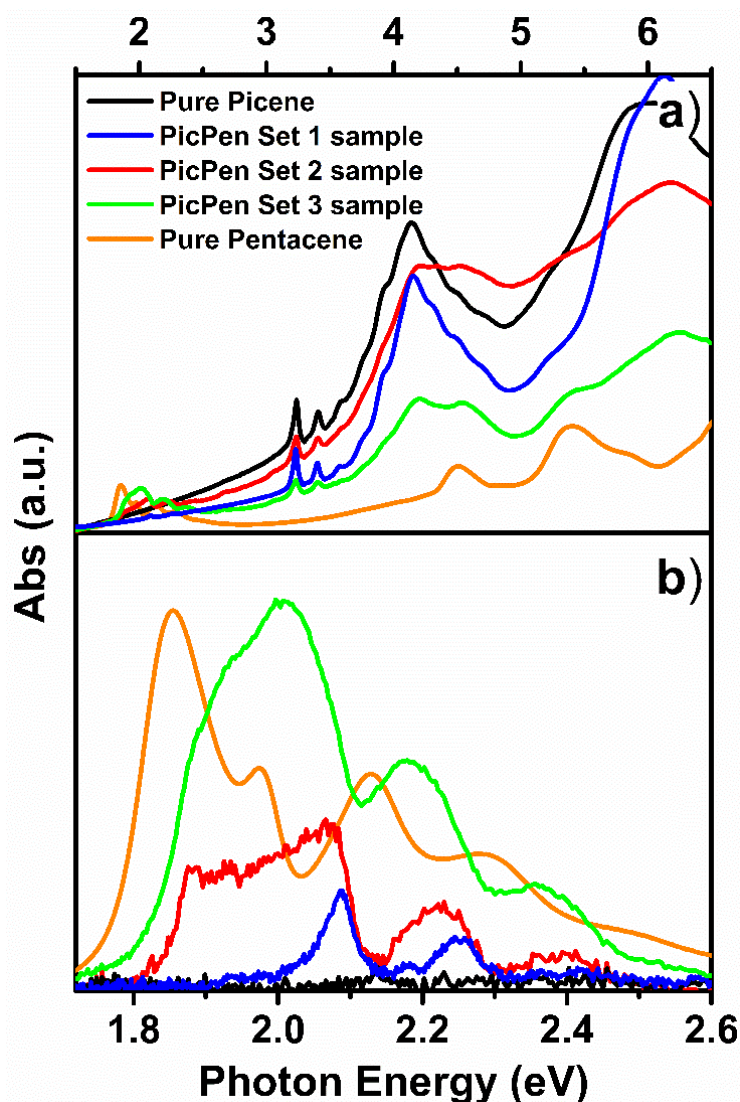 2 3 4 5 6
a)
Pure Picene
PicPen Set 1 sample
PicPen Set 2 sample
PicPen Set 3 sample
Pure Pentacene
Abs (a.u.)
b)
1.8 2.0 2.2 2.4 2.6
Photon Energy (eV)